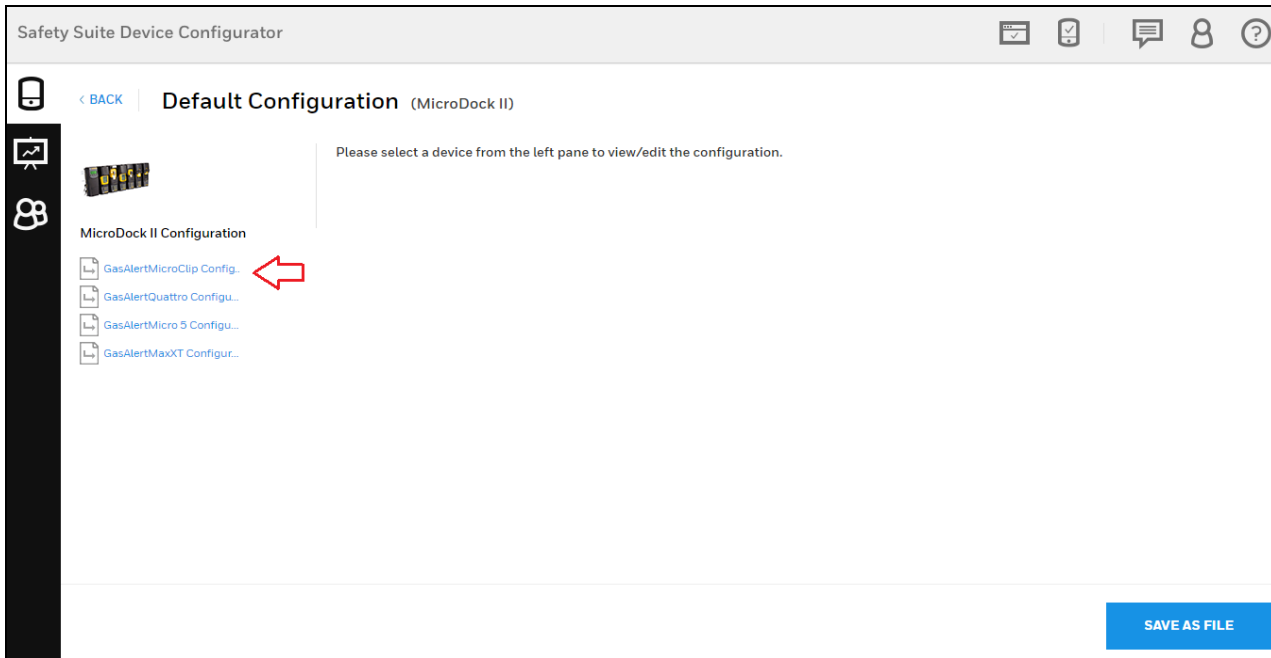 Safety Suite Device Configurator
< BACK
Default Configuration (MicroDock II)
Please select a device from the left pane to view/edit the configuration.
MicroDock II Configuration
GasAlertMicroClip Config..
GasAlertQuattro Configu...
GasAlertMicro 5 Configu...
GasAlertMaxXT Configur...
SAVE AS FILE